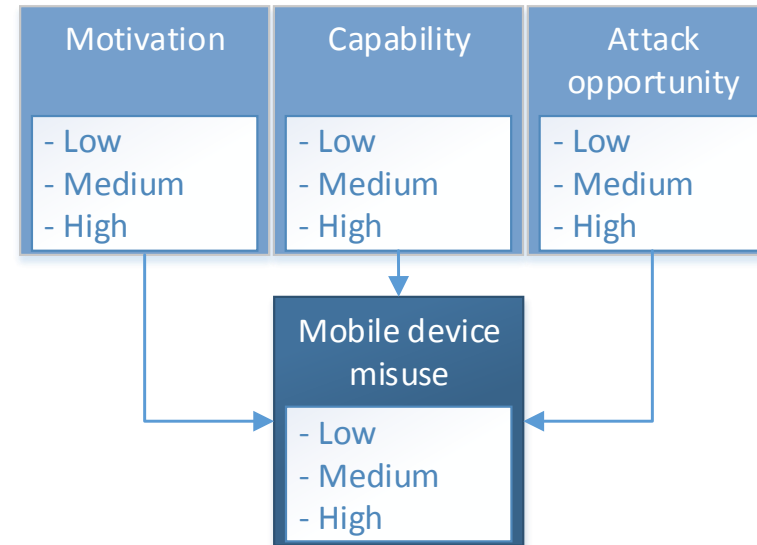 Motivation
- Low
- Medium
- High
Capability
- Low
- Medium
- High
Attack
opportunity
- Low
- Medium
- High
Mobile device
misuse
- Low
- Medium
- High